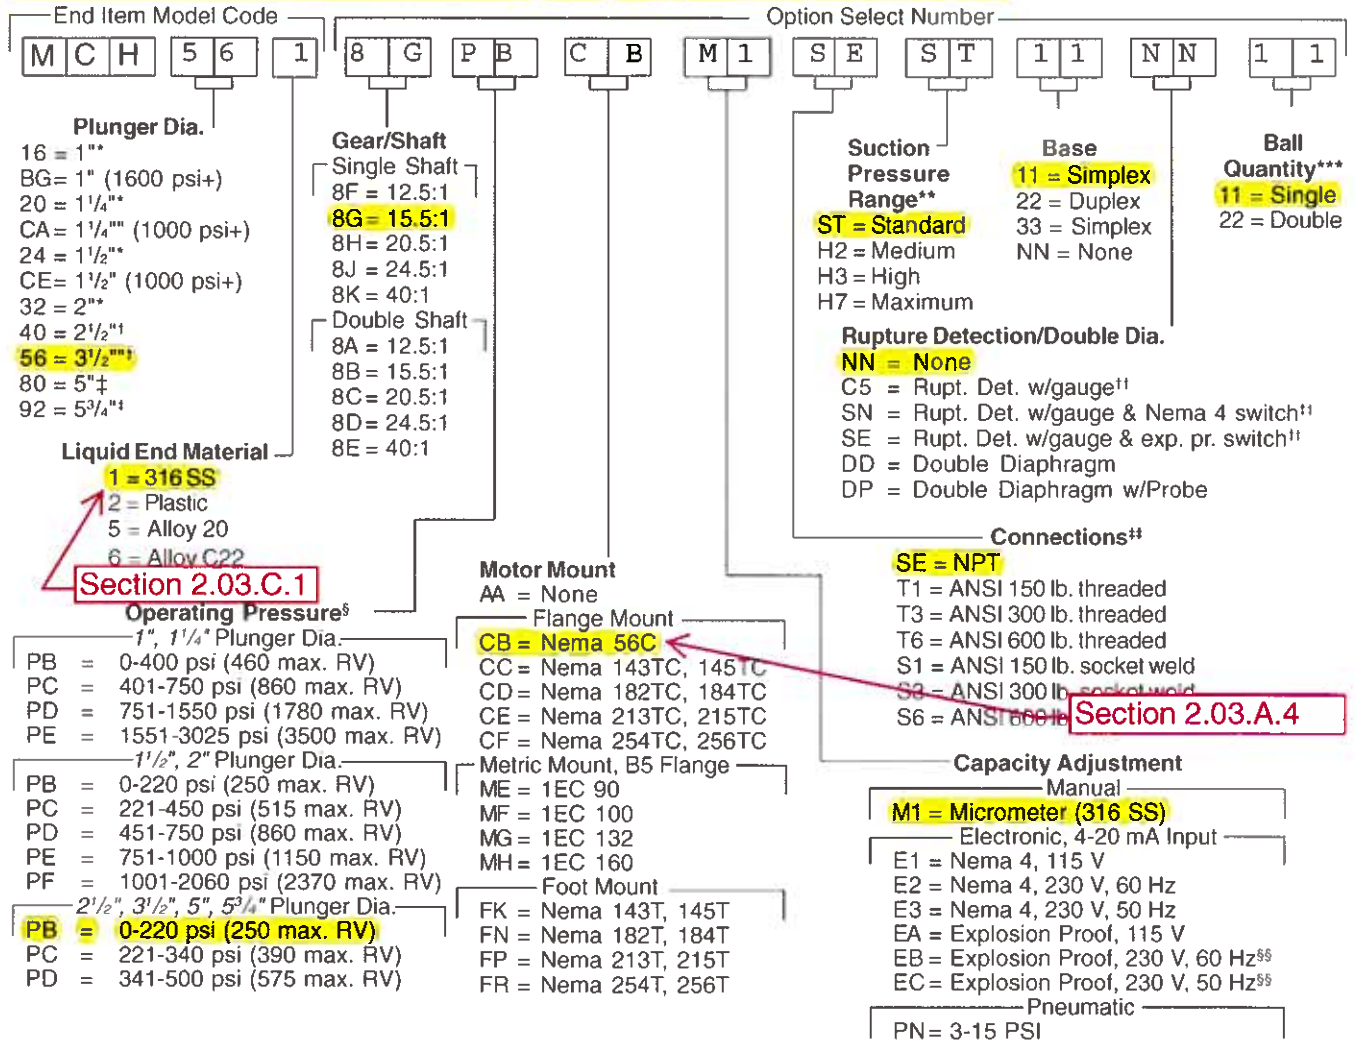 End Item Model Code
Option Select Number
M C H 5 6 1 8 G P B C B M 1 S E S T 1 1 N N 1 1
Plunger Dia.
16 = 1"*
BG= 1" (1600 psi+)
20 = 1¹/₄"*
CA= 1¹/₄"" (1000 psi+)
24 = 1¹/₂"*
CE= 1¹/₂" (1000 psi+)
32 = 2"*
40 = 2¹/₂"†
56 = 3¹/₂""‡
80 = 5"‡
92 = 5³/₄"‡
Liquid End Material
1 = 316 SS
2 = Plastic
5 = Alloy 20
6 = Alloy C22
Section 2.03.C.1
Gear/Shaft
Single Shaft
8F = 12.5:1
8G = 15.5:1
8H = 20.5:1
8J = 24.5:1
8K = 40:1
Double Shaft
8A = 12.5:1
8B = 15.5:1
8C = 20.5:1
8D = 24.5:1
8E = 40:1
Operating Pressure§
1", 1¹/₄" Plunger Dia.
PB = 0-400 psi (460 max. RV)
PC = 401-750 psi (860 max. RV)
PD = 751-1550 psi (1780 max. RV)
PE = 1551-3025 psi (3500 max. RV)
1¹/₂", 2" Plunger Dia.
PB = 0-220 psi (250 max. RV)
PC = 221-450 psi (515 max. RV)
PD = 451-750 psi (860 max. RV)
PE = 751-1000 psi (1150 max. RV)
PF = 1001-2060 psi (2370 max. RV)
2¹/₂", 3¹/₂", 5", 5³/₄" Plunger Dia.
PB = 0-220 psi (250 max. RV)
PC = 221-340 psi (390 max. RV)
PD = 341-500 psi (575 max. RV)
Motor Mount
AA = None
Flange Mount
CB = Nema 56C
CC = Nema 143TC, 145TC
CD = Nema 182TC, 184TC
CE = Nema 213TC, 215TC
CF = Nema 254TC, 256TC
Metric Mount, B5 Flange
ME = 1EC 90
MF = 1EC 100
MG = 1EC 132
MH = 1EC 160
Foot Mount
FK = Nema 143T, 145T
FN = Nema 182T, 184T
FP = Nema 213T, 215T
FR = Nema 254T, 256T
Suction
Pressure
Range**
ST = Standard
H2 = Medium
H3 = High
H7 = Maximum
Base
11 = Simplex
22 = Duplex
33 = Simplex
NN = None
Ball
Quantity***
11 = Single
22 = Double
Rupture Detection/Double Dia.
NN = None
C5 = Rupt. Det. w/gauge††
SN = Rupt. Det. w/gauge & Nema 4 switch††
SE = Rupt. Det. w/gauge & exp. pr. switch††
DD = Double Diaphragm
DP = Double Diaphragm w/Probe
Connections‡‡
SE = NPT
T1 = ANSI 150 lb. threaded
T3 = ANSI 300 lb. threaded
T6 = ANSI 600 lb. threaded
S1 = ANSI 150 lb. socket weld
S3 = ANSI 300 lb. socket weld
S6 = ANSI 600 lb
Section 2.03.A.4
Capacity Adjustment
Manual
M1 = Micrometer (316 SS)
Electronic, 4-20 mA Input
E1 = Nema 4, 115 V
E2 = Nema 4, 230 V, 60 Hz
E3 = Nema 4, 230 V, 50 Hz
EA = Explosion Proof, 115 V
EB = Explosion Proof, 230 V, 60 Hz§§
EC = Explosion Proof, 230 V, 50 Hz§§
Pneumatic
PN = 3-15 PSI